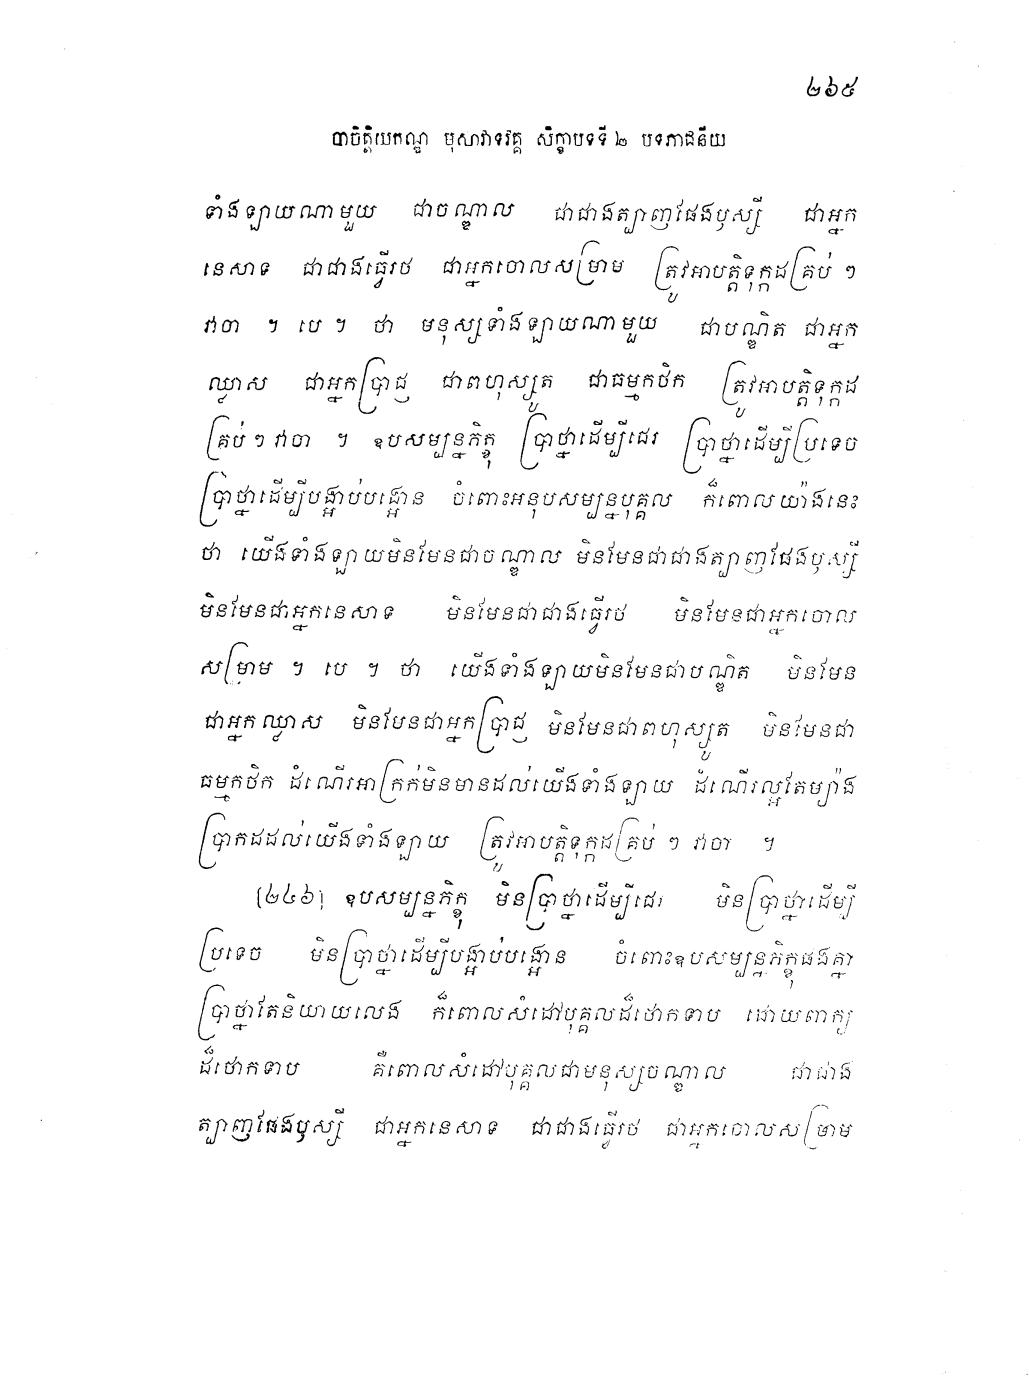 ២៦៥
បាចិត្តិយកណ្ឌ មុសាវាទវគ្គ សិក្ខាបទទី ២ បទភាជនីយ
ទាំងឡាយណាមួយ ជាចណ្ឌាល ជាជាងត្បាញផែងឫស្សី ជាអ្នក
នេសាទ ជាជាងធ្វើរថ ជាអ្នកចោលសម្រាម ត្រូវអាបត្តិទុក្កដគ្រប់ ៗ
វាចា ។ បេ ។ ថា មនុស្សទាំងឡាយណាមួយ ជាបណ្ឌិត ជាអ្នក
ឈ្លាស ជាអ្នកប្រាជ្ញ ជាពហុស្សូត ជាធម្មកថិក ត្រូវអាបត្តិទុក្កដ
គ្រប់ ៗ វាចា ។ ឧបសម្បន្នភិក្ខុ ប្រាថ្នាដើម្បីជេរ ប្រាថ្នាដើម្បីប្រទេច
ប្រាថ្នាដើម្បីបង្អាប់បង្អោន ចំពោះអនុបសម្បន្នបុគ្គល ក៏ពោលយ៉ាងនេះ
ថា យើងទាំងឡាយមិនមែនជាចណ្ឌាល មិនមែនជាជាងត្បាញផែងឫស្សី
មិនមែនជាអ្នកនេសាទ មិនមែនជាជាងធ្វើរថ មិនមែនជាអ្នកចោល
សម្រាម ។ បេ ។ ថា យើងទាំងឡាយមិនមែនជាបណ្ឌិត មិនមែន
ជាអ្នកឈ្លាស មិនមែនជាអ្នកប្រាជ្ញ មិនមែនជាពហុស្សូត មិនមែនជា
ធម្មកថិក ដំណើរអាក្រក់មិនមានដល់យើងទាំងឡាយ ដំណើរល្អតែម្យ៉ាង
ប្រាកដដល់យើងទាំងឡាយ ត្រូវអាបត្តិទុក្កដគ្រប់ ៗ វាចា ។
[២៤៦] ឧបសម្បន្នភិក្ខុ មិនប្រាថ្នាដើម្បីជេរ មិនប្រាថ្នាដើម្បី
ប្រទេច មិនប្រាថ្នាដើម្បីបង្អាប់បង្អោន ចំពោះឧបសម្បន្នភិក្ខុផងគ្នា
ប្រាថ្នាតែនិយាយលេង ក៏ពោលសំដៅបុគ្គលដ៏ថោកទាប ដោយពាក្យ
ដ៏ថោកទាប គឺពោលសំដៅបុគ្គលជាមនុស្សចណ្ឌាល ជាជាង
ត្បាញផែងឫស្សី ជាអ្នកនេសាទ ជាជាងធ្វើរថ ជាអ្នកចោលសម្រាម